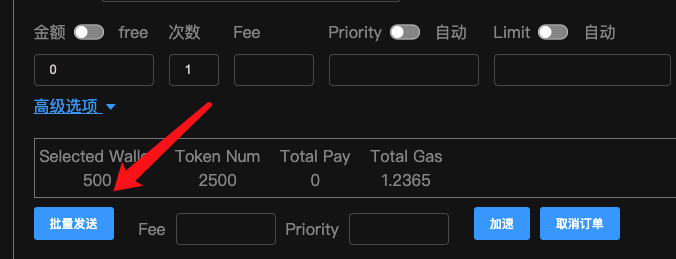 金额 free 次数 Fee Priority 自动 Limit 自动
0 1
高级选项
Selected Walle Token Num Total Pay Total Gas
500 2500 0 1.2365
批量发送 Fee Priority 加速 取消订单